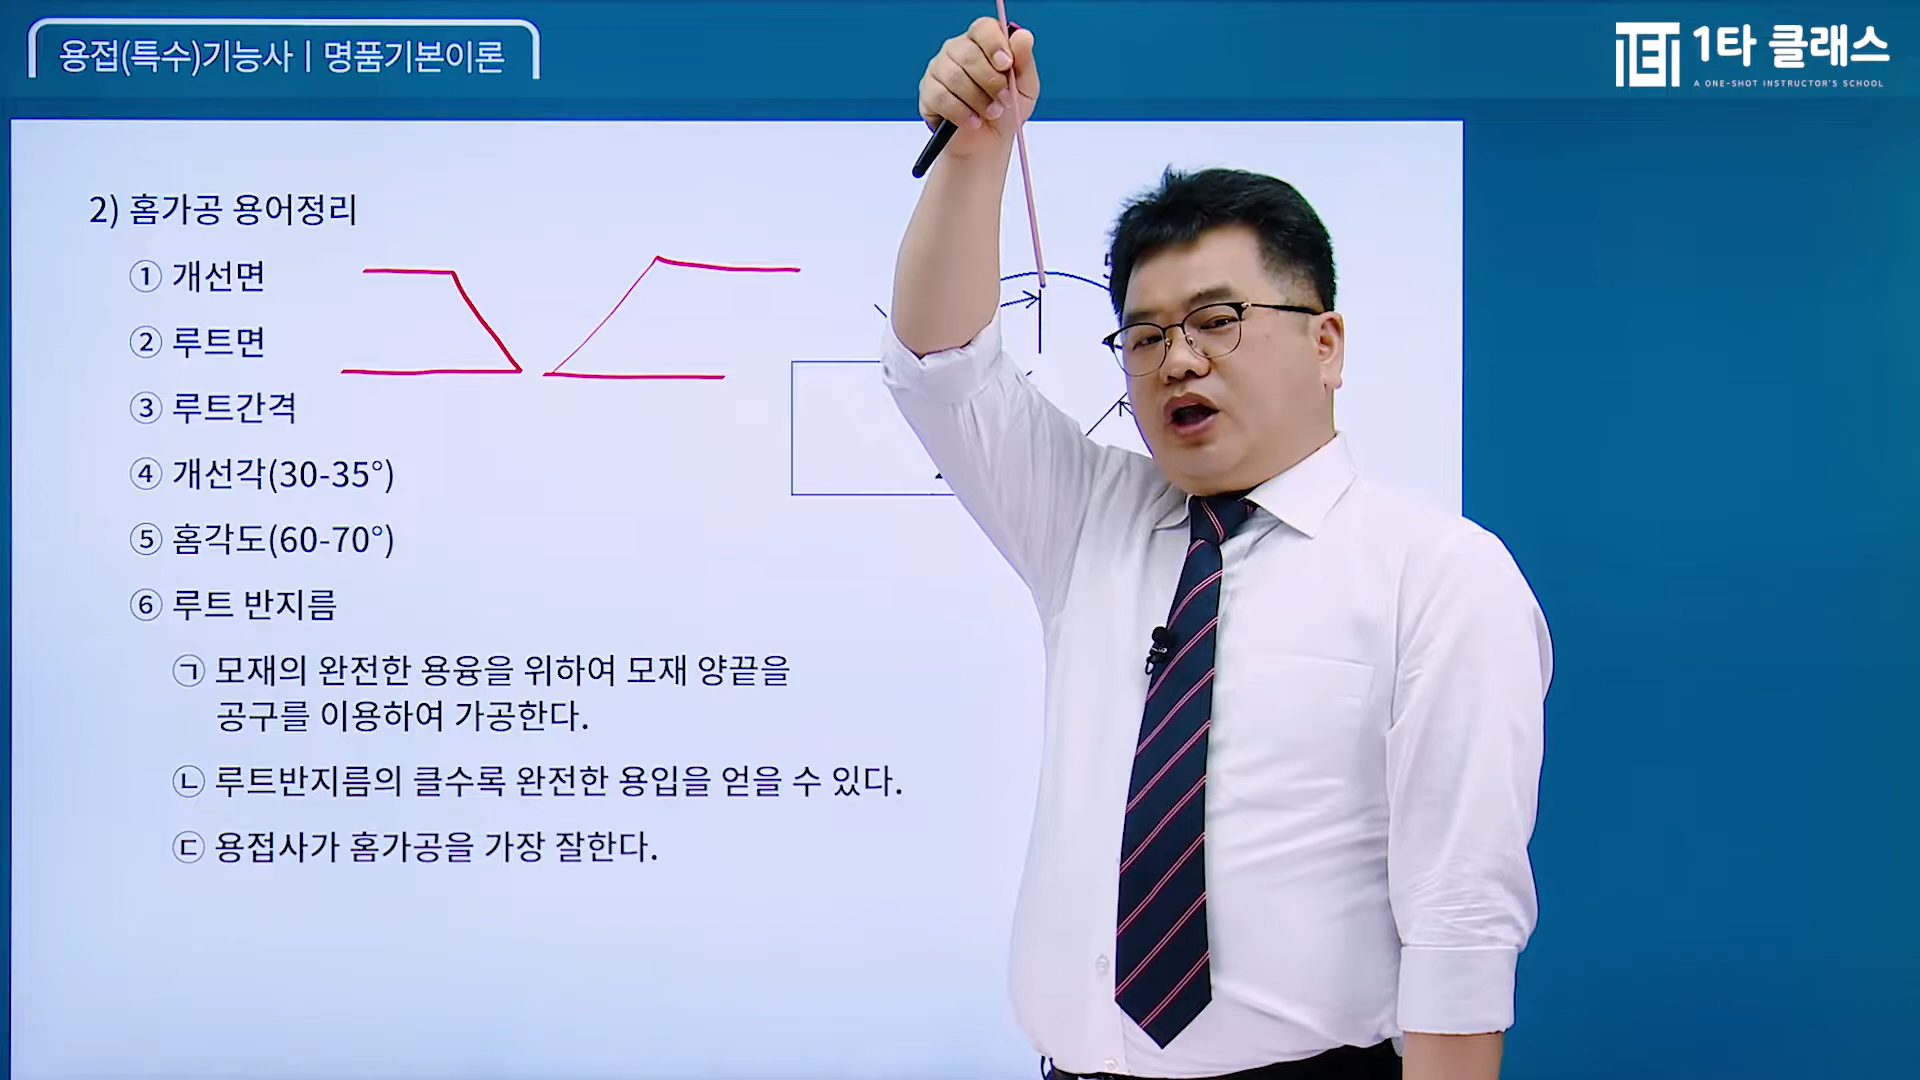 용접(특수)기능사 | 명품기본이론
1타 클래스
A ONE-SHOT INSTRUCTOR'S SCHOOL
2) 홈가공 용어정리
① 개선면
② 루트면
③ 루트간격
④ 개선각(30-35°)
⑤ 홈각도(60-70°)
⑥ 루트 반지름
㉠ 모재의 완전한 용융을 위하여 모재 양끝을
공구를 이용하여 가공한다.
㉡ 루트반지름의 클수록 완전한 용입을 얻을 수 있다.
㉢ 용접사가 홈가공을 가장 잘한다.